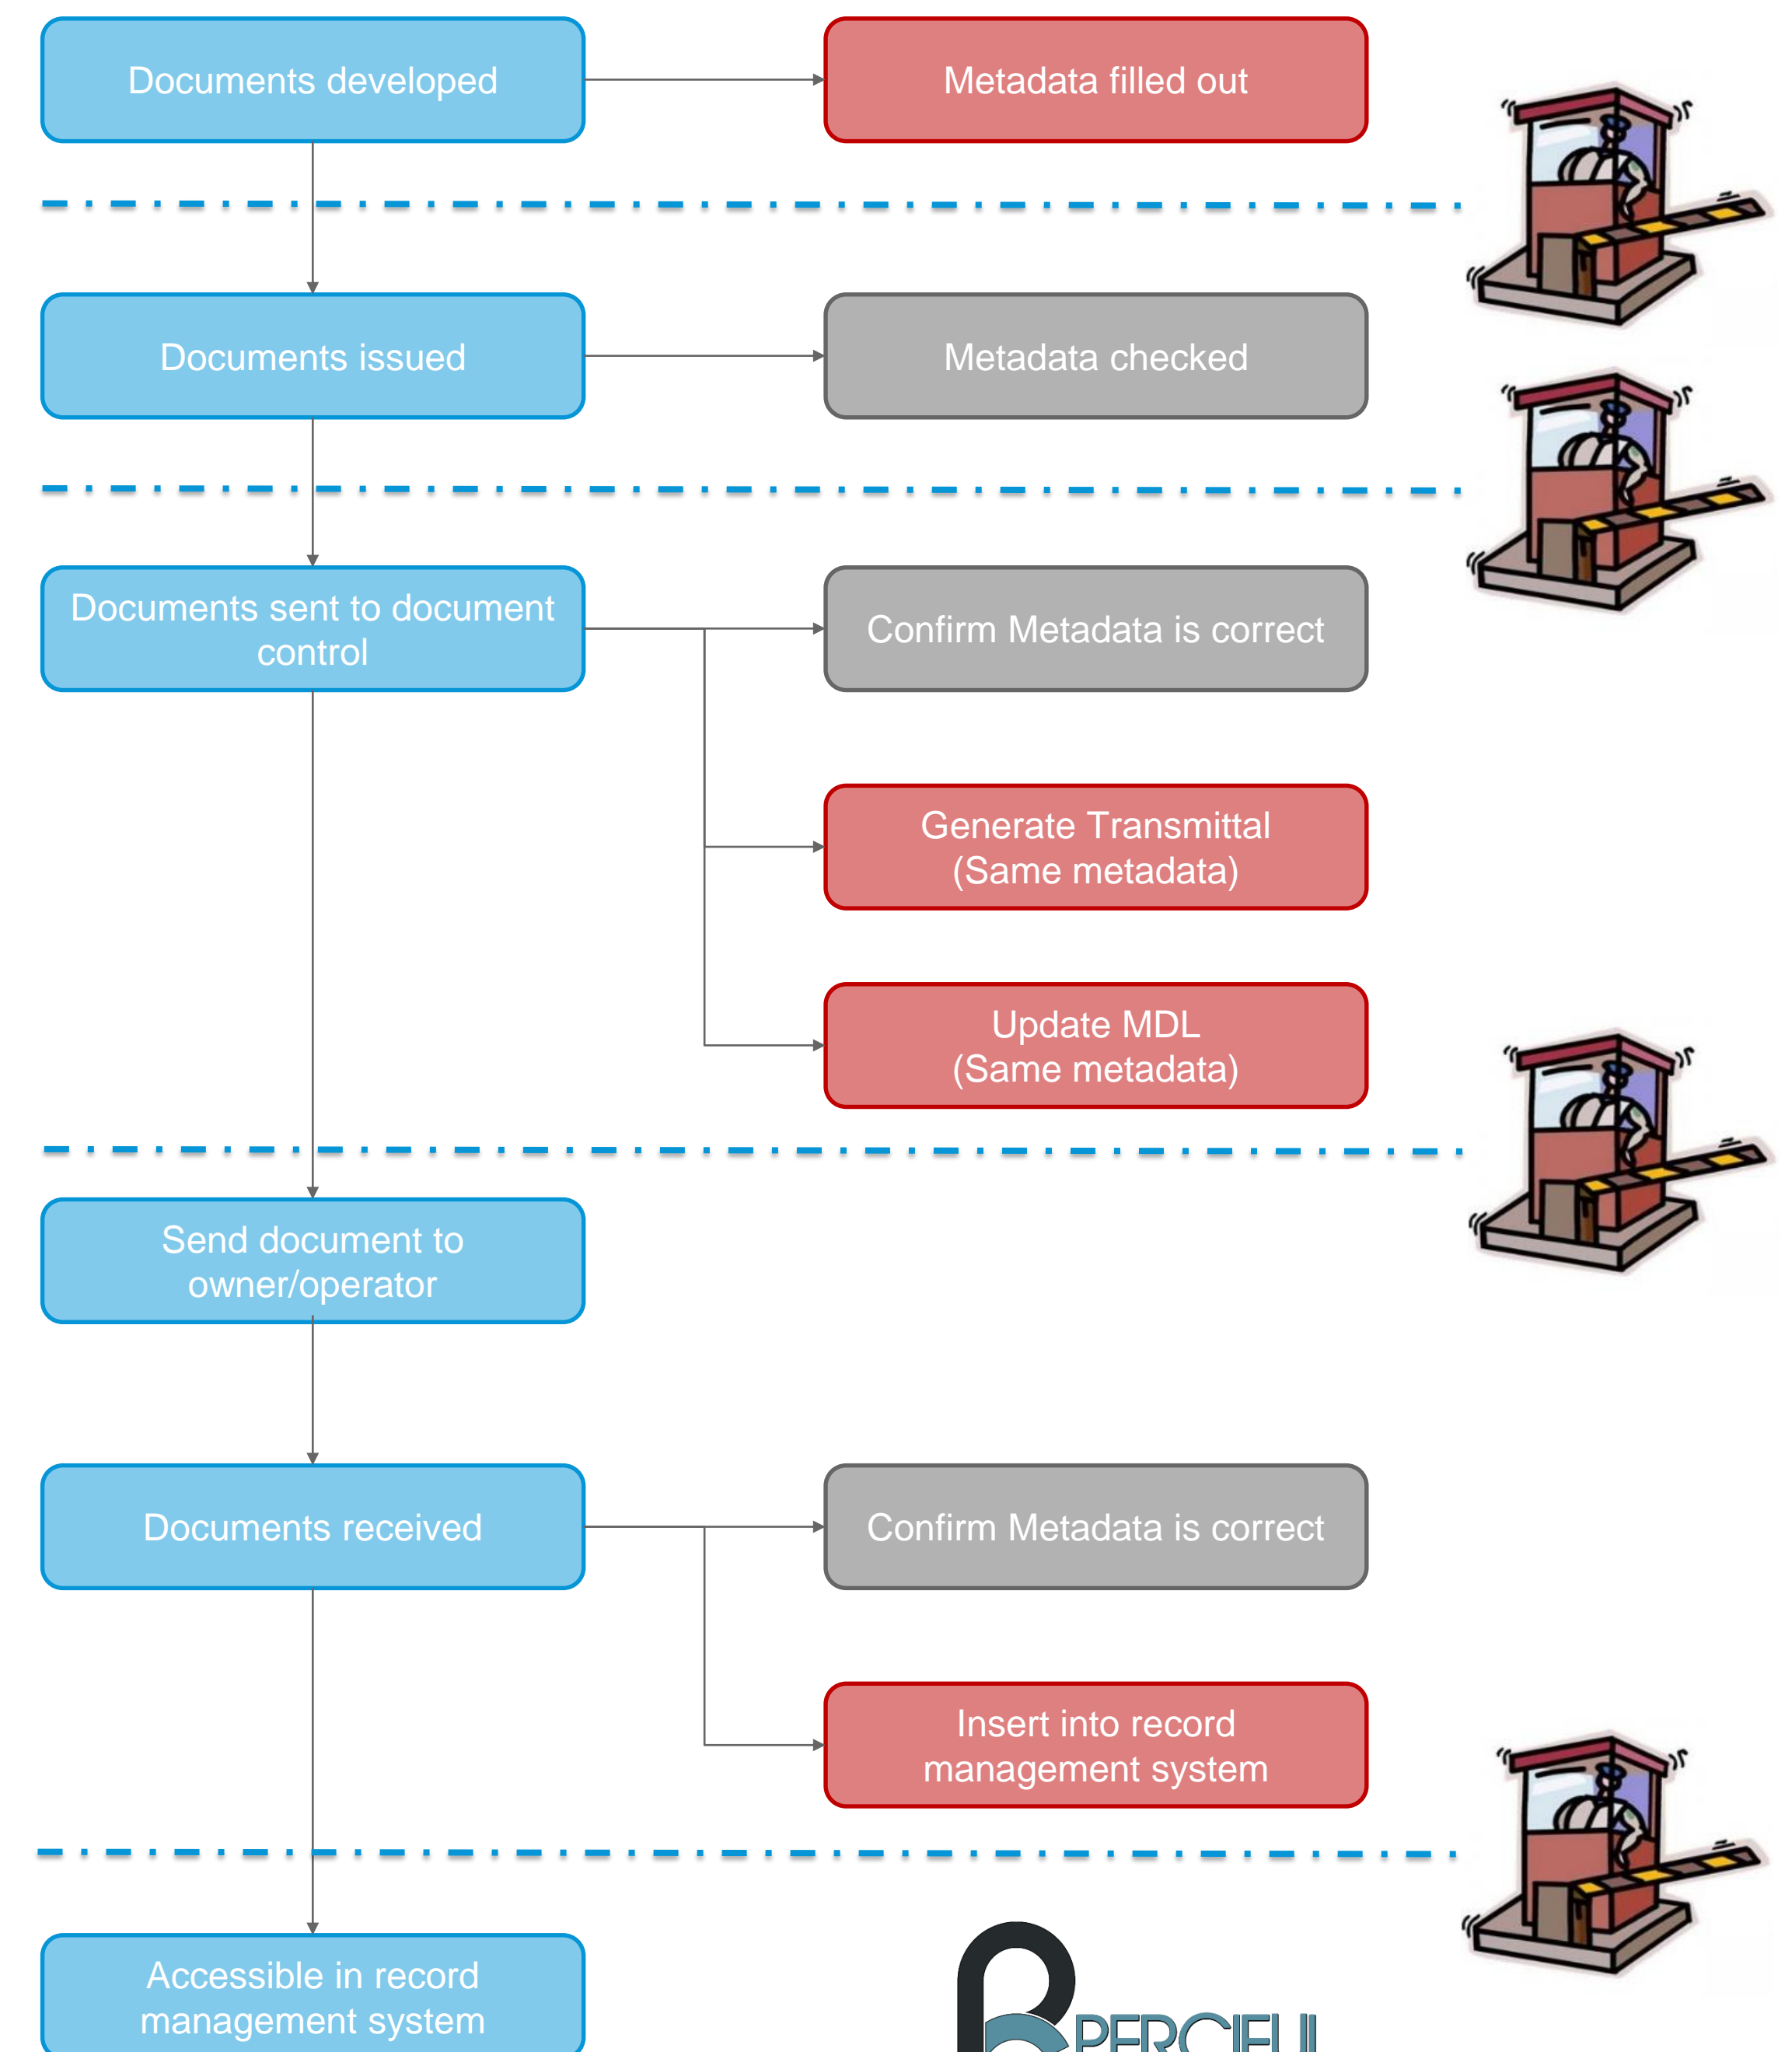 Documents developed
Metadata filled out
Documents issued
Metadata checked
Documents sent to document
control
Confirm Metadata is correct
Generate Transmittal
(Same metadata)
Update MDL
(Same metadata)
Send document to
owner/operator
Documents received
Confirm Metadata is correct
Insert into record
management system
Accessible in record
management system